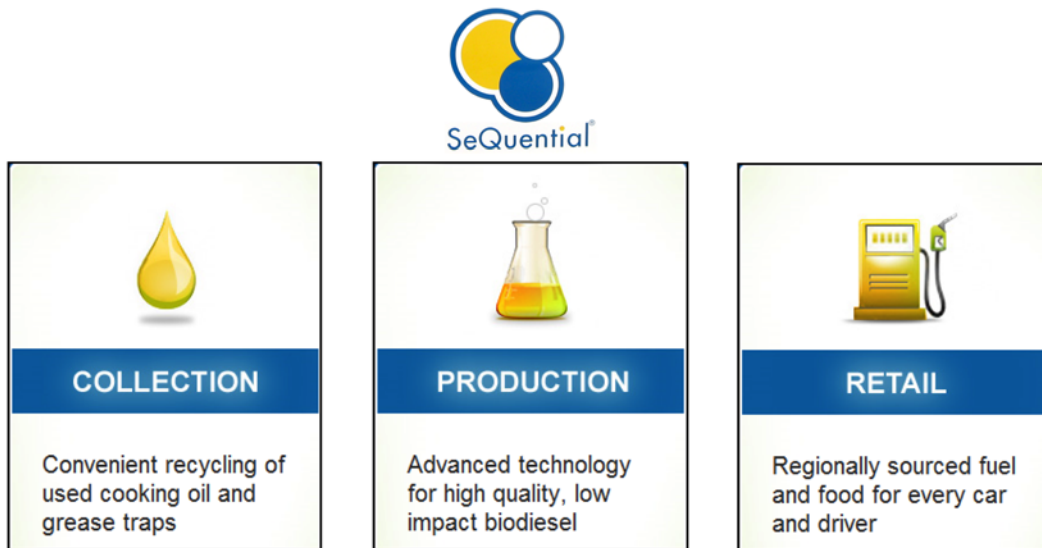 SeQuential®
COLLECTION
Convenient recycling of
used cooking oil and
grease traps
PRODUCTION
Advanced technology
for high quality, low
impact biodiesel
RETAIL
Regionally sourced fuel
and food for every car
and driver